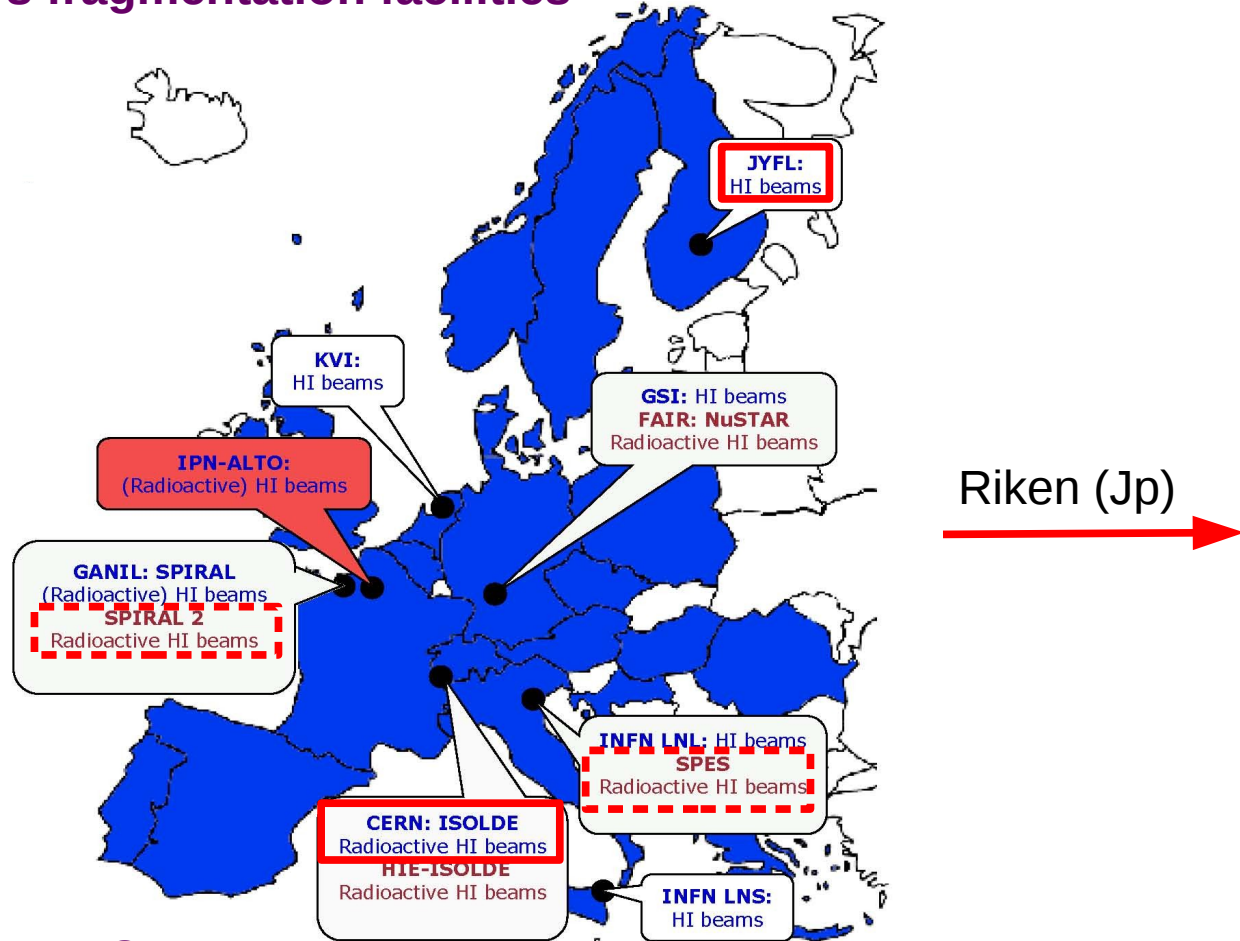 fragmentation facilities
JYFL:
HI beams
KVI:
HI beams
GSI: HI beams
FAIR: NuSTAR
Radioactive HI beams
IPN-ALTO:
(Radioactive) HI beams
Riken (Jp)
GANIL: SPIRAL
(Radioactive) HI beams
SPIRAL 2
Radioactive HI beams
INFN LNL: HI beams
SPES
Radioactive HI beams
CERN: ISOLDE
Radioactive HI beams
HIE-ISOLDE
Radioactive HI beams
INFN LNS:
HI beams